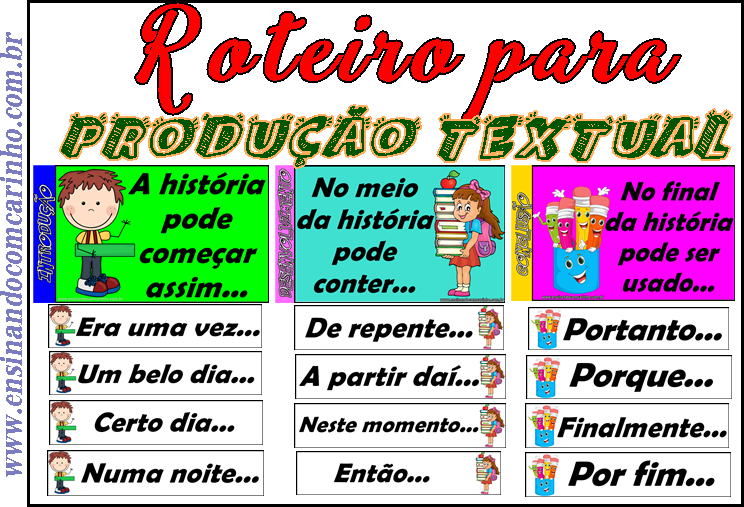 Roteiro para
PRODUÇÃO TEXTUAL
www.ensinandocomcarinho.com.br
INTRODUÇÃO
A história
pode
começar
assim...
Era uma vez...
Um belo dia...
Certo dia...
Numa noite...
DESENVOLVIMENTO
No meio
da história
pode
conter...
De repente...
A partir daí...
Neste momento...
Então...
CONCLUSÃO
No final
da história
pode ser
usado...
Portanto...
Porque...
Finalmente...
Por fim...